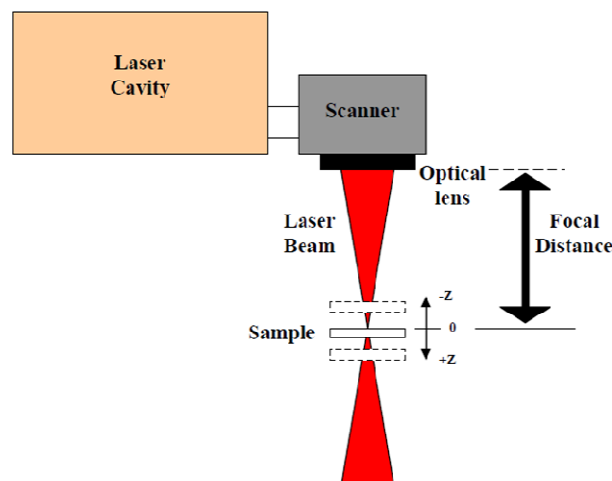 Laser
Cavity
Scanner
Optical
lens
Laser
Beam
Focal
Distance
-Z
Sample
0
+Z